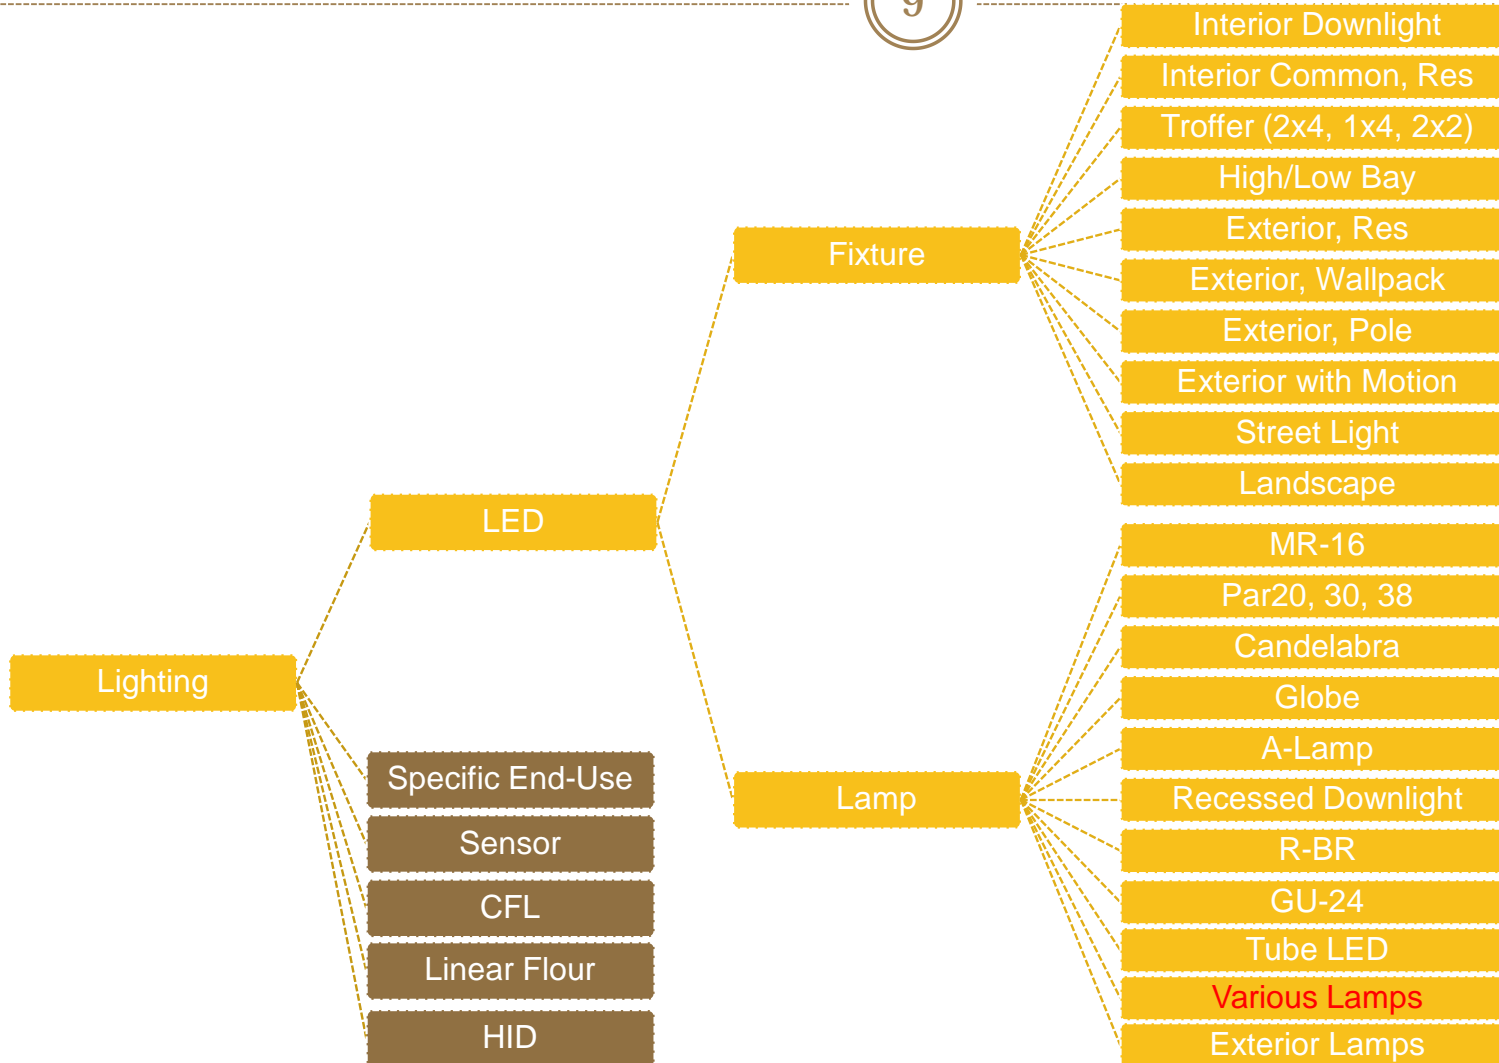 9
Lighting
LED
Specific End-Use
Sensor
CFL
Linear Flour
HID
Fixture
Lamp
Interior Downlight
Interior Common, Res
Troffer (2x4, 1x4, 2x2)
High/Low Bay
Exterior, Res
Exterior, Wallpack
Exterior, Pole
Exterior with Motion
Street Light
Landscape
MR-16
Par20, 30, 38
Candelabra
Globe
A-Lamp
Recessed Downlight
R-BR
GU-24
Tube LED
Various Lamps
Exterior Lamps